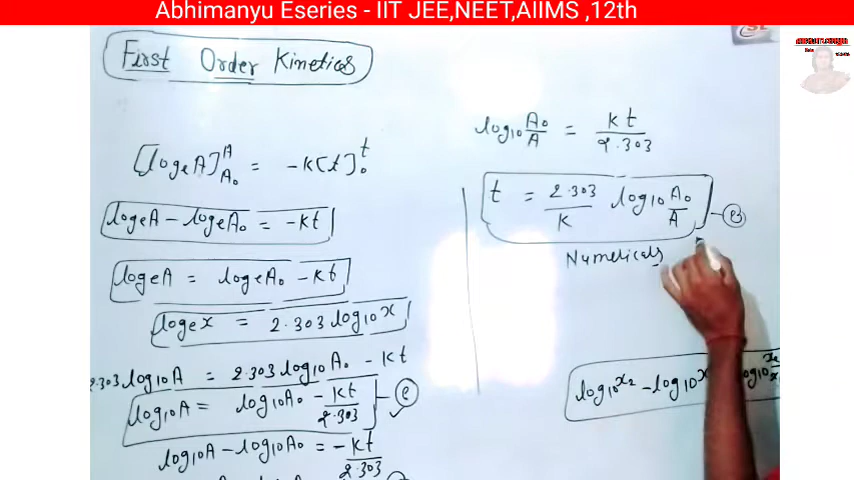 Abhimanyu Eseries - IIT JEE,NEET,AIIMS ,12th
First Order Kinetics
[logeA]ᴬA₀ = -K[t]ᵗ₀
logeA - logeA₀ = -Kt
logeA = logeA₀ - Kt
logex = 2.303 log10x
2.303 log10A = 2.303 log10A₀ - Kt
log10A = log10A₀ - Kt/2.303
log10A - log10A₀ = -Kt/2.303
log10 A₀/A = Kt/2.303
t = 2.303/K log10 A₀/A
Numericals
log10x₂ - log10x